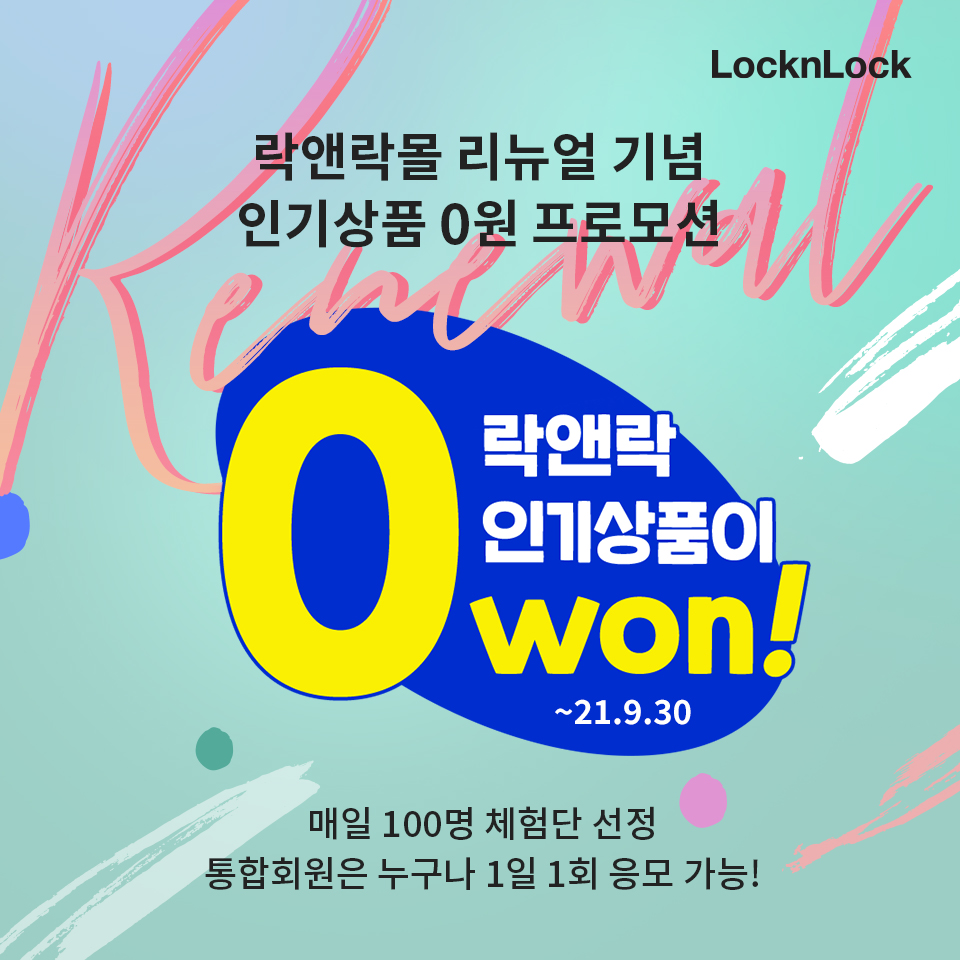 LocknLock
Renewal
락앤락몰 리뉴얼 기념
인기상품 0원 프로모션
0
락앤락
인기상품이
won!
~21.9.30
매일 100명 체험단 선정
통합회원은 누구나 1일 1회 응모 가능!